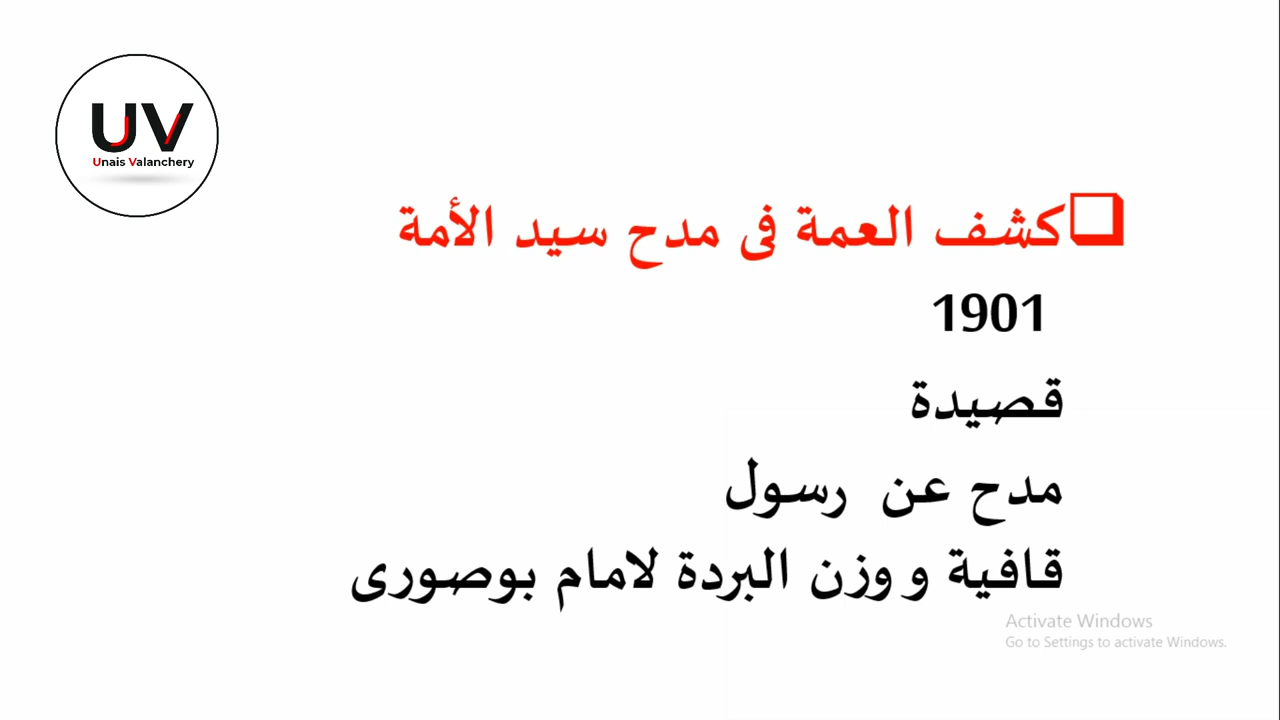 UV
Unais Valanchery
كشف العمة فى مدح سيد الأمة
1901
قصيدة
مدح عن رسول
قافية و وزن البردة لامام بوصورى
Activate Windows
Go to Settings to activate Windows.